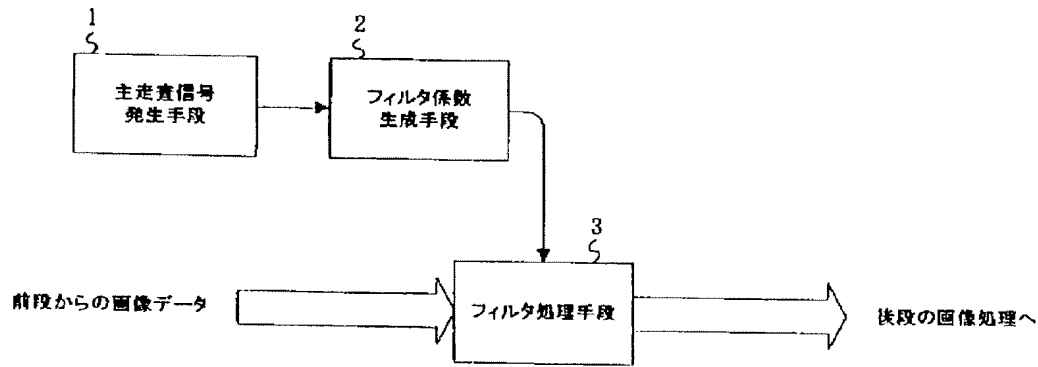 1
主走査信号
発生手段
2
フィルタ係数
生成手段
3
前段からの画像データ
フィルタ処理手段
後段の画像処理へ